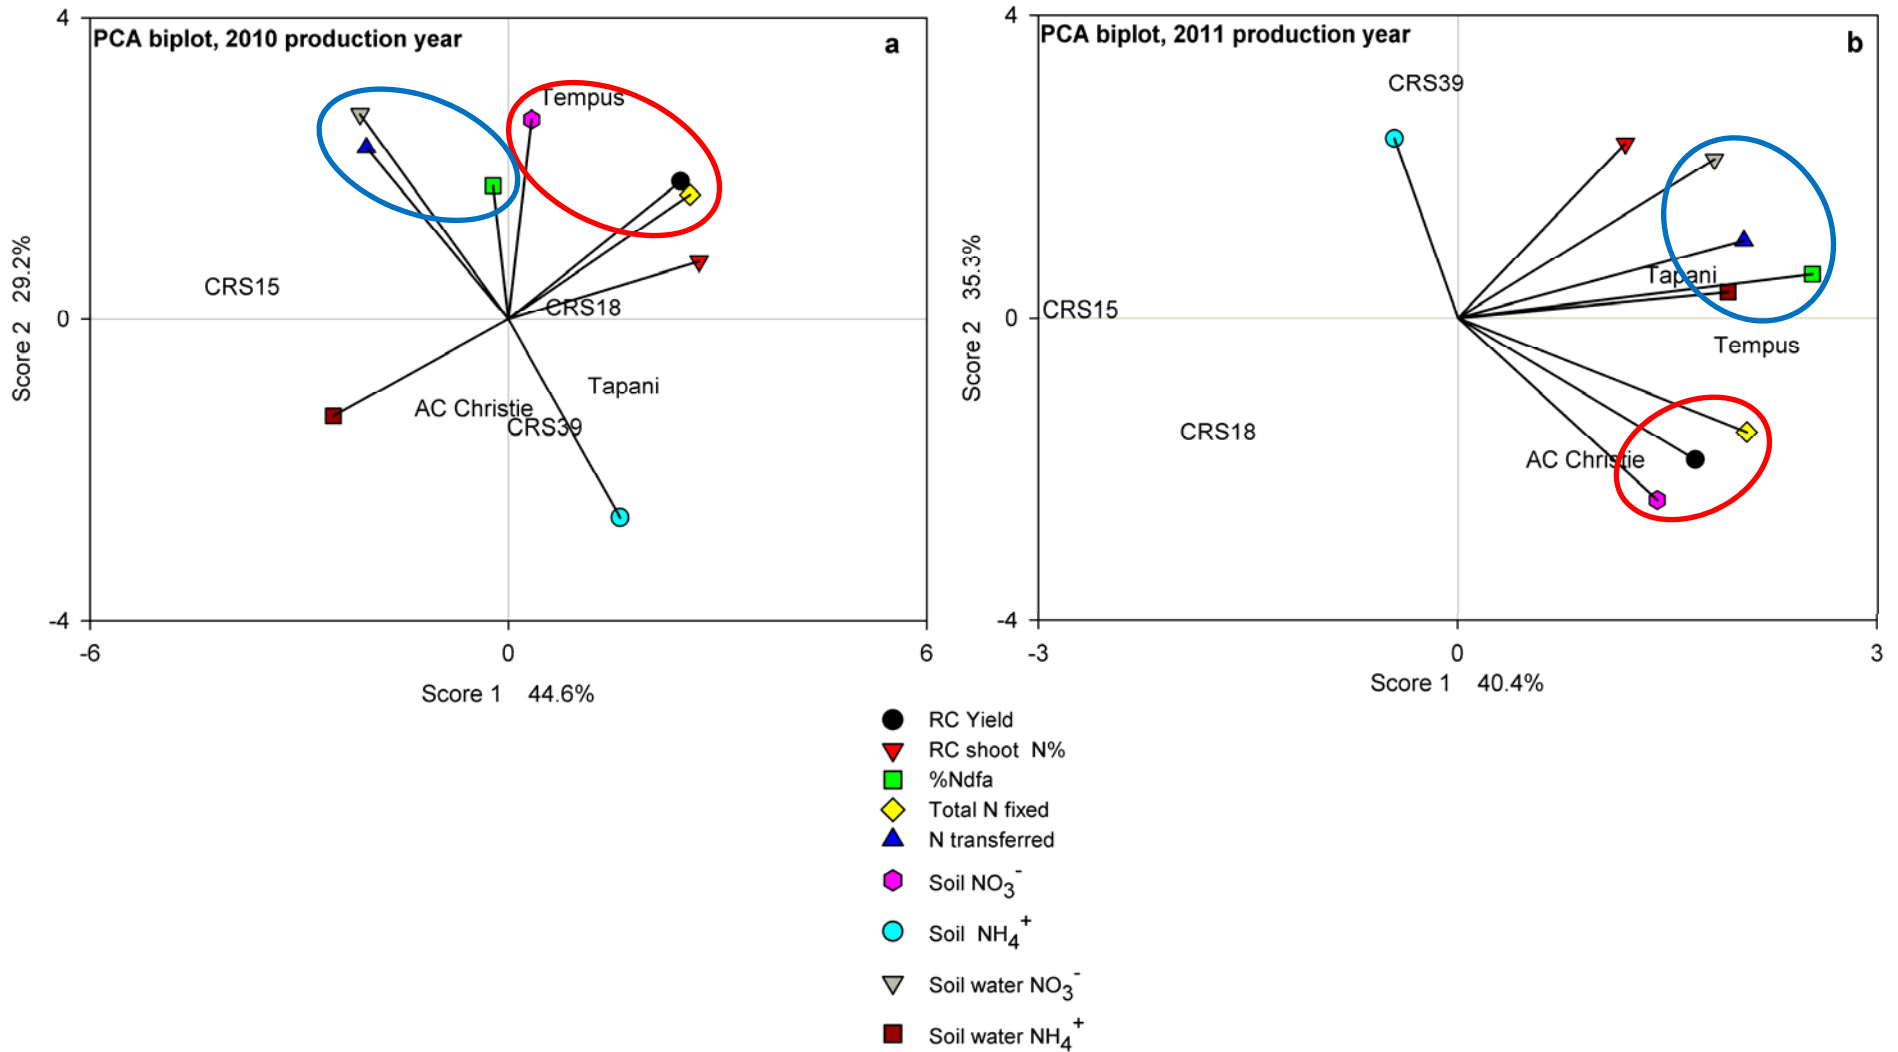 4
PCA biplot, 2010 production year
a
Tempus
CRS15
CRS18
Tapani
AC Christie
CRS39
0
-4
-6
0
6
Score 1 44.6%
Score 2 29.2%
4
PCA biplot, 2011 production year
b
CRS39
Tapani
CRS15
Tempus
CRS18
AC Christie
0
-4
-3
0
3
Score 1 40.4%
Score 2 35.3%
RC Yield
RC shoot N%
%Ndfa
Total N fixed
N transferred
Soil NO₃⁻
Soil NH₄⁺
Soil water NO₃⁻
Soil water NH₄⁺